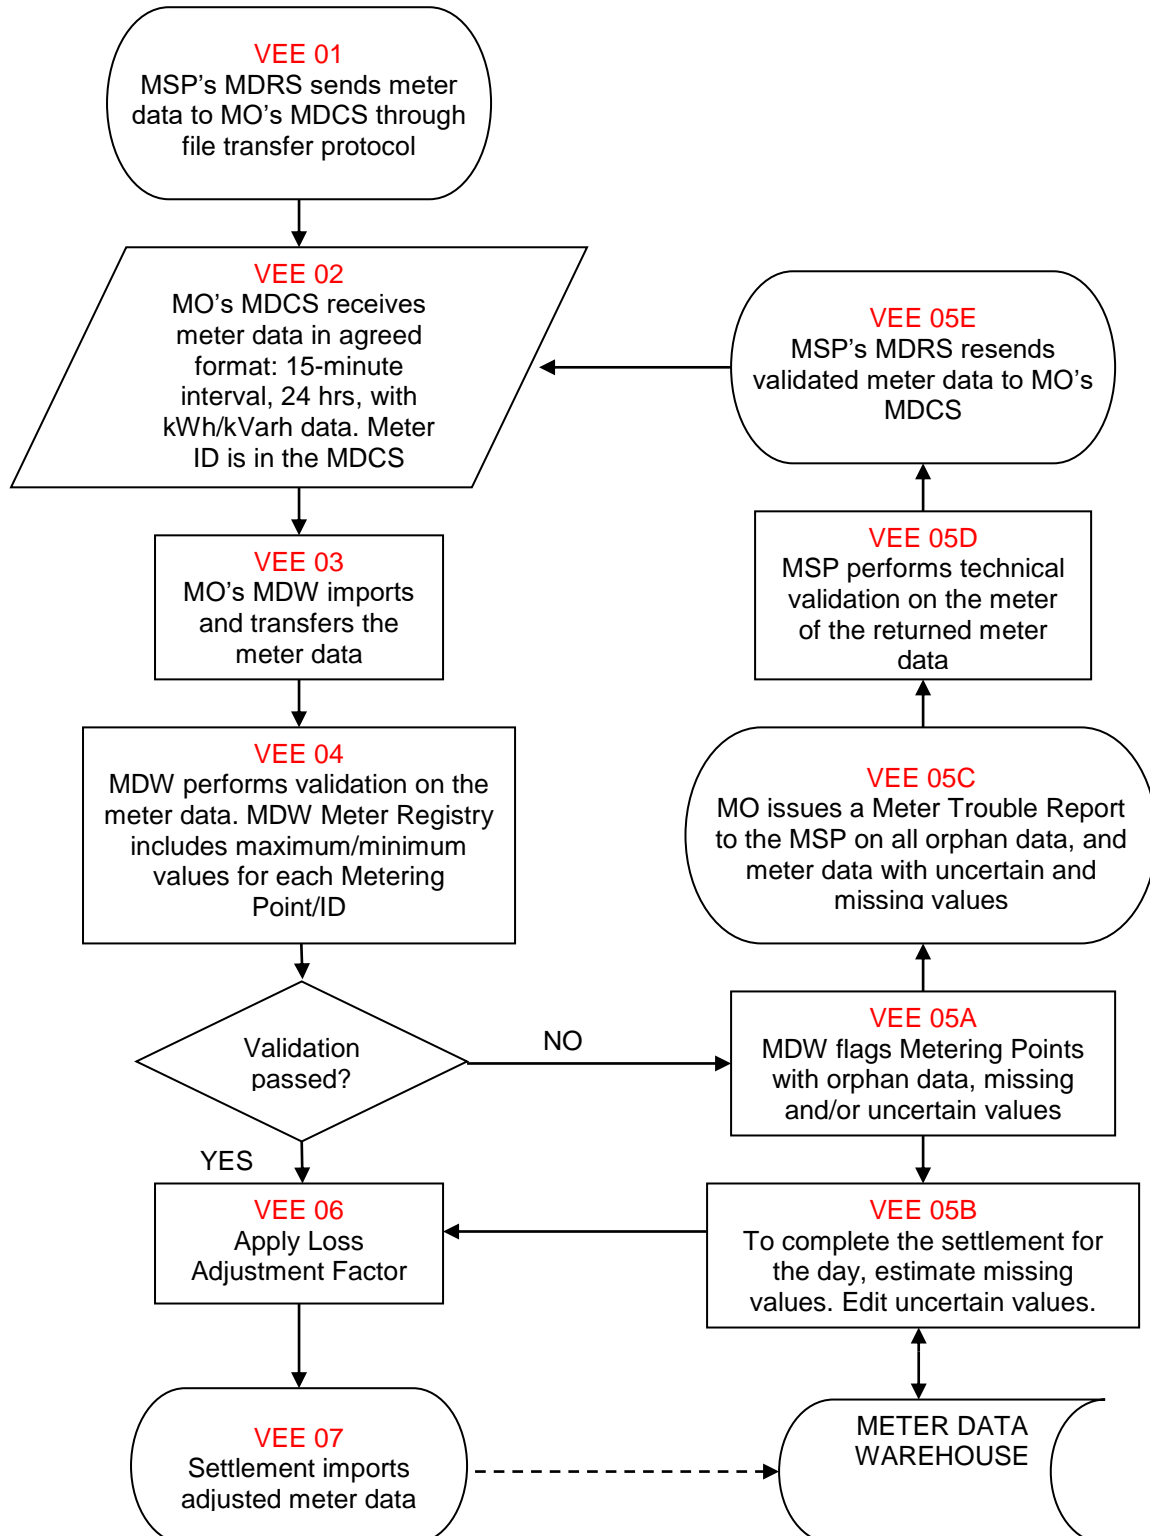 VEE 01
MSP's MDRS sends meter
data to MO's MDCS through
file transfer protocol
VEE 02
MO's MDCS receives
meter data in agreed
format: 15-minute
interval, 24 hrs, with
kWh/kVarh data. Meter
ID is in the MDCS
VEE 05E
MSP's MDRS resends
validated meter data to MO's
MDCS
VEE 03
MO's MDW imports
and transfers the
meter data
VEE 05D
MSP performs technical
validation on the meter
of the returned meter
data
VEE 04
MDW performs validation on the
meter data. MDW Meter Registry
includes maximum/minimum
values for each Metering
Point/ID
VEE 05C
MO issues a Meter Trouble Report
to the MSP on all orphan data, and
meter data with uncertain and
missing values
Validation
passed?
NO
VEE 05A
MDW flags Metering Points
with orphan data, missing
and/or uncertain values
YES
VEE 06
Apply Loss
Adjustment Factor
VEE 05B
To complete the settlement for
the day, estimate missing
values. Edit uncertain values.
VEE 07
Settlement imports
adjusted meter data
METER DATA
WAREHOUSE